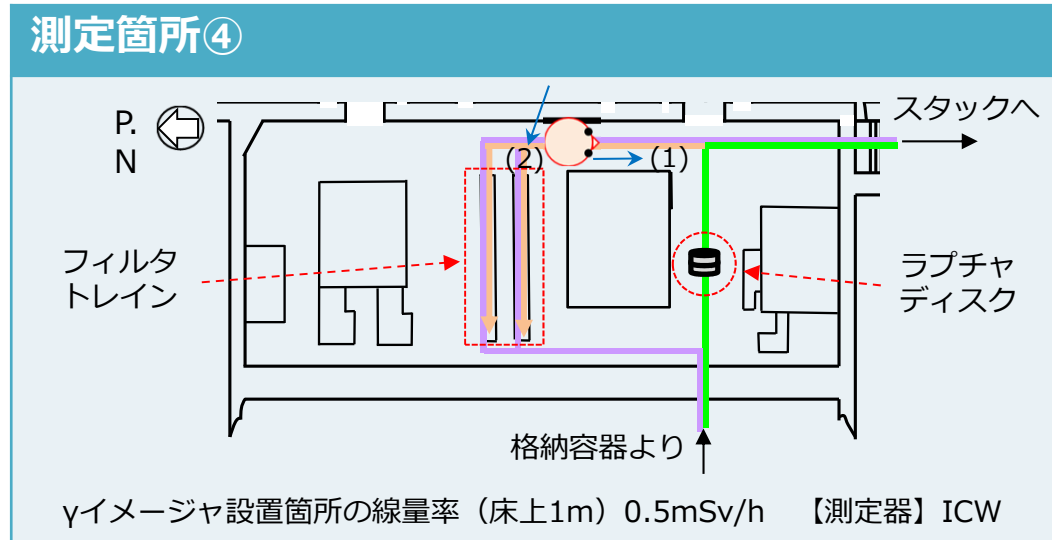 測定箇所④
スタックへ
P.
N
(2)
(1)
フィルタ
トレイン
ラプチャ
ディスク
格納容器より
γイメージャ設置箇所の線量率（床上1m）0.5mSv/h 【測定器】ICW